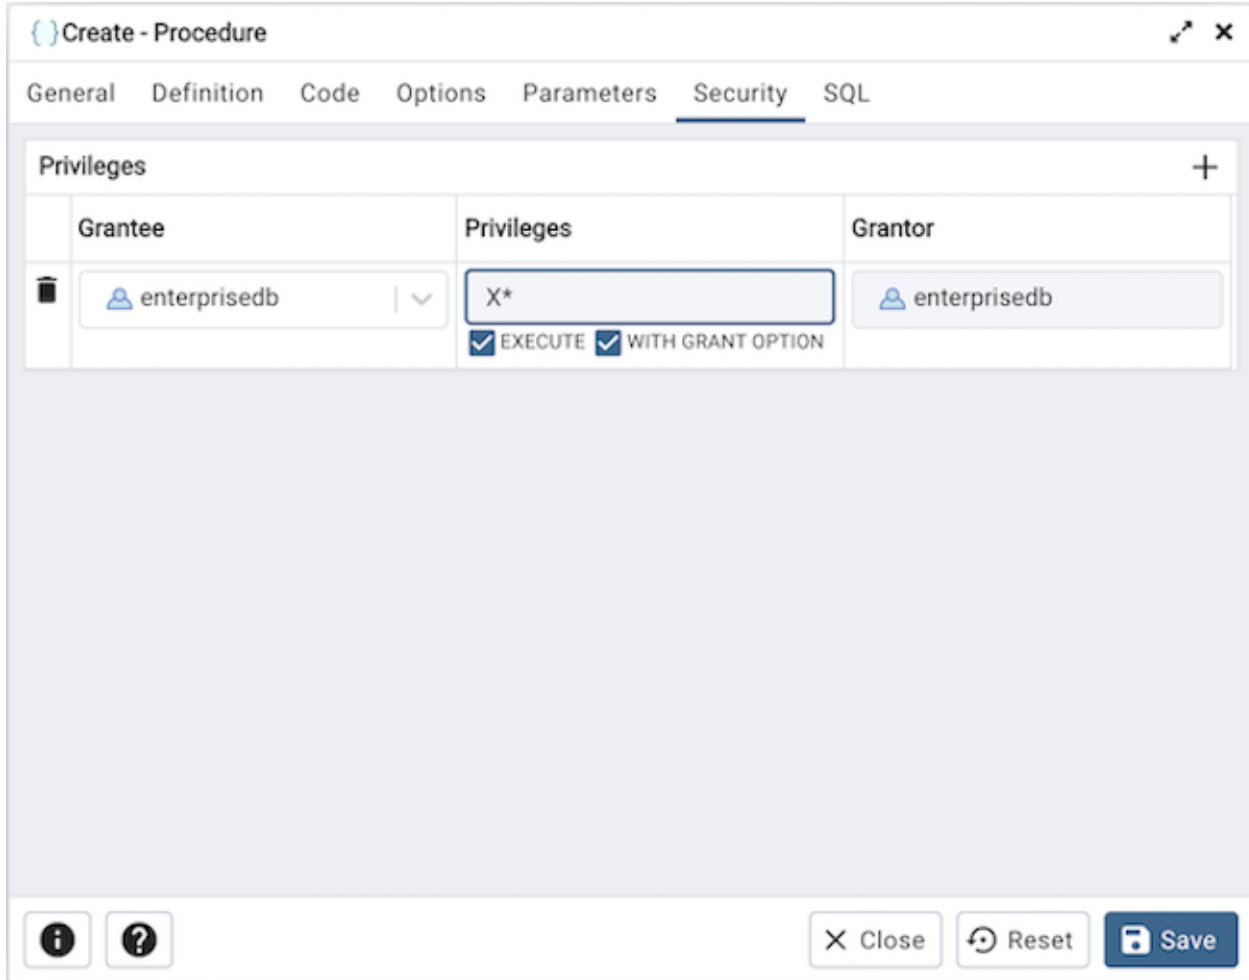 Create - Procedure
General Definition Code Options Parameters Security SQL
Privileges
Grantee Privileges Grantor
enterprisedb X* enterprisedb
EXECUTE WITH GRANT OPTION
Close Reset Save